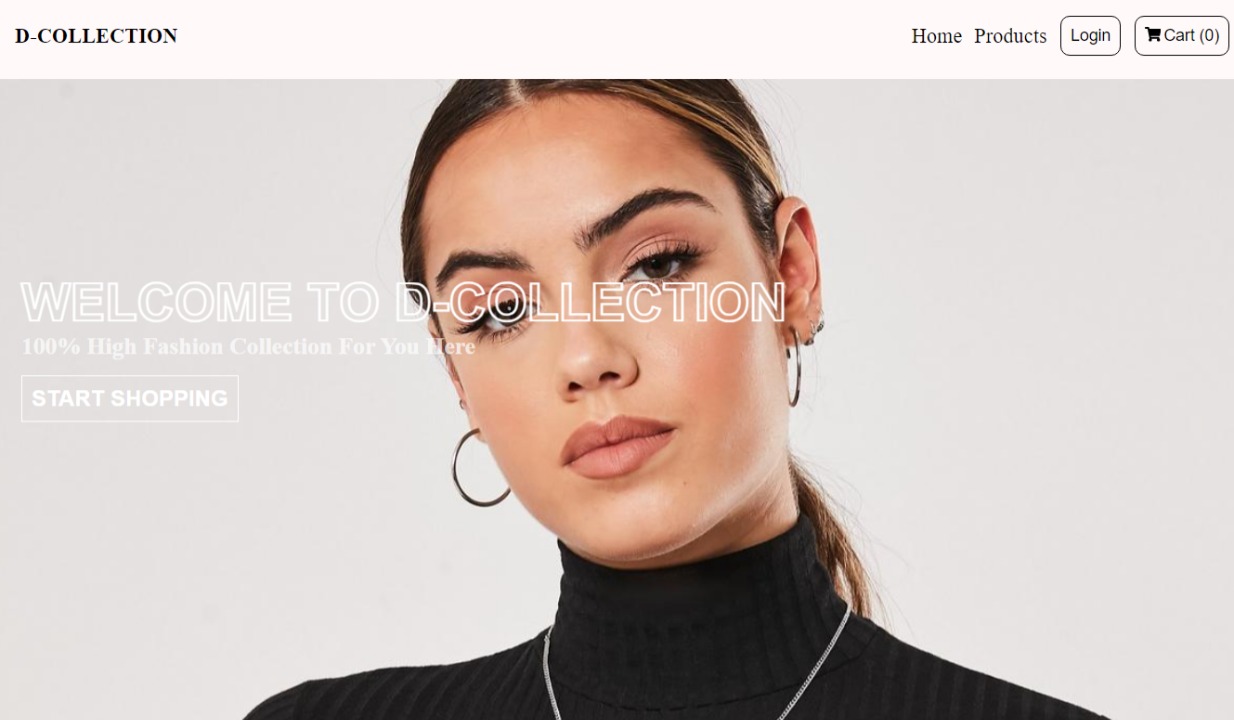 D-COLLECTION
Home Products Login Cart (0)
WELCOME TO D-COLLECTION
100% High Fashion Collection For You Here
START SHOPPING